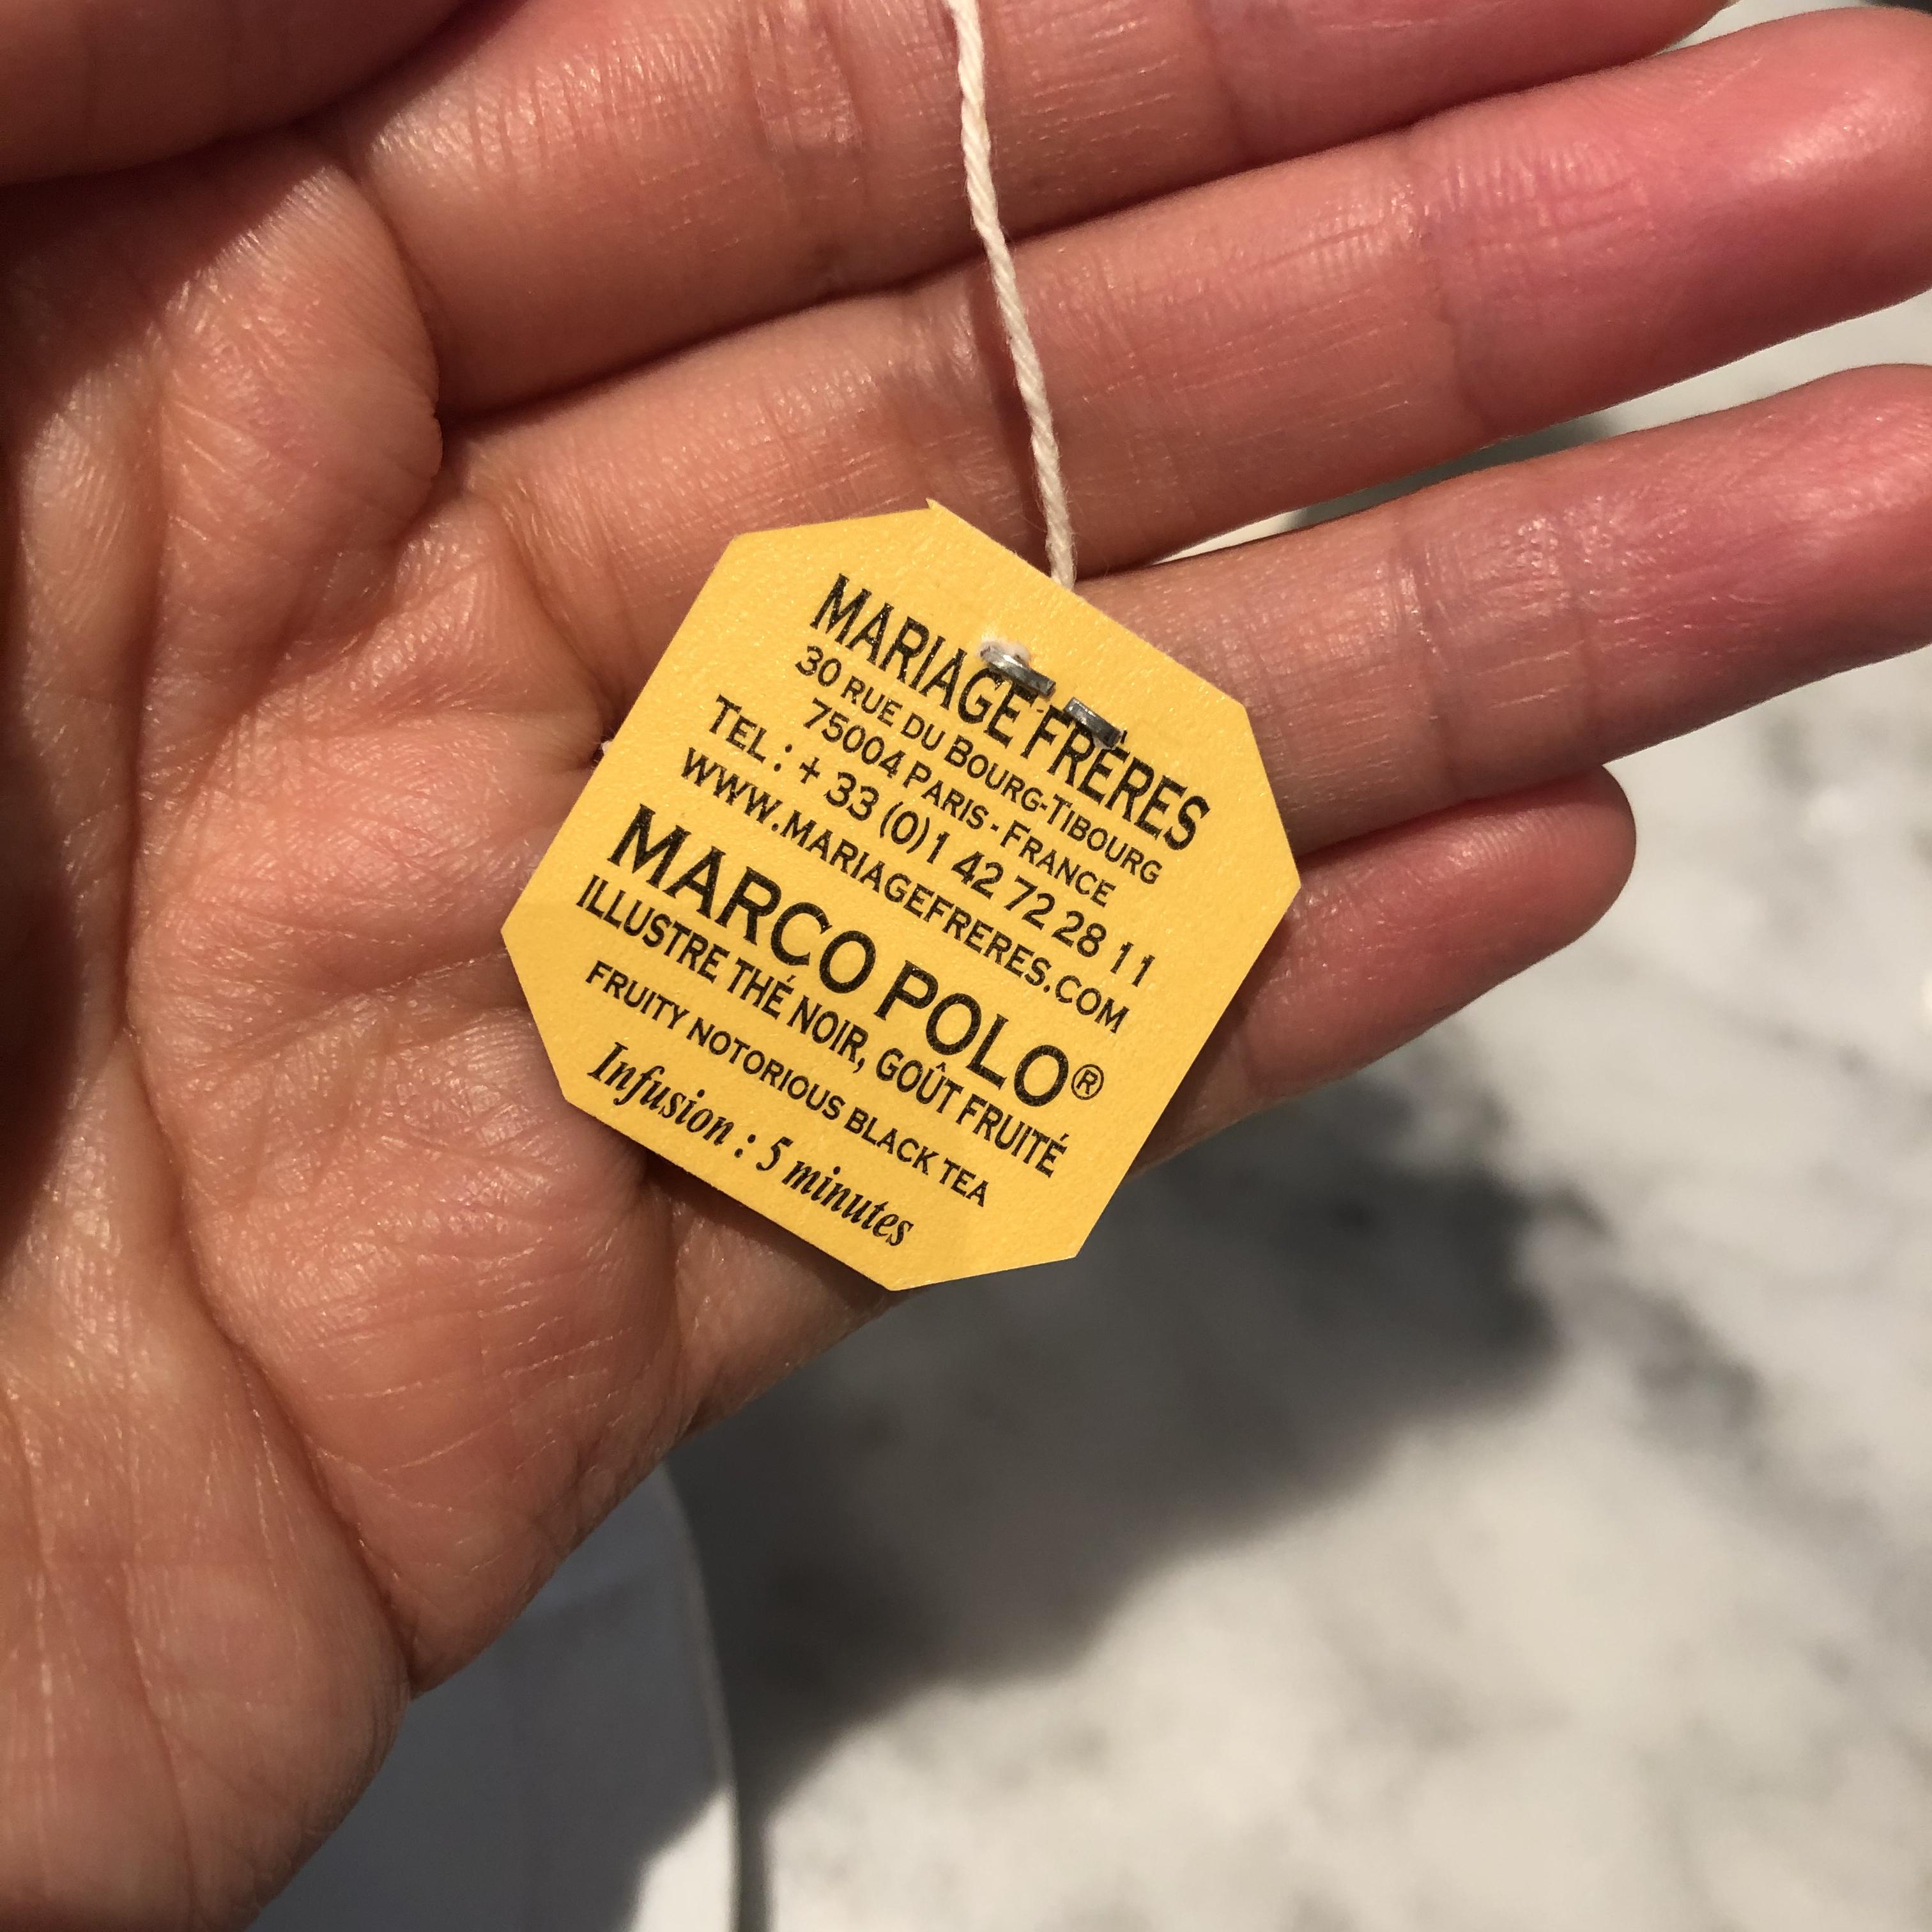 MARIAGE FRÈRES
30 RUE DU BOURG-TIBOURG
75004 PARIS - FRANCE
TEL : + 33 (0)1 42 72 28 11
WWW.MARIAGEFRERES.COM
MARCO POLO®
ILLUSTRE THÉ NOIR, GOÛT FRUITÉ
FRUITY NOTORIOUS BLACK TEA
Infusion : 5 minutes